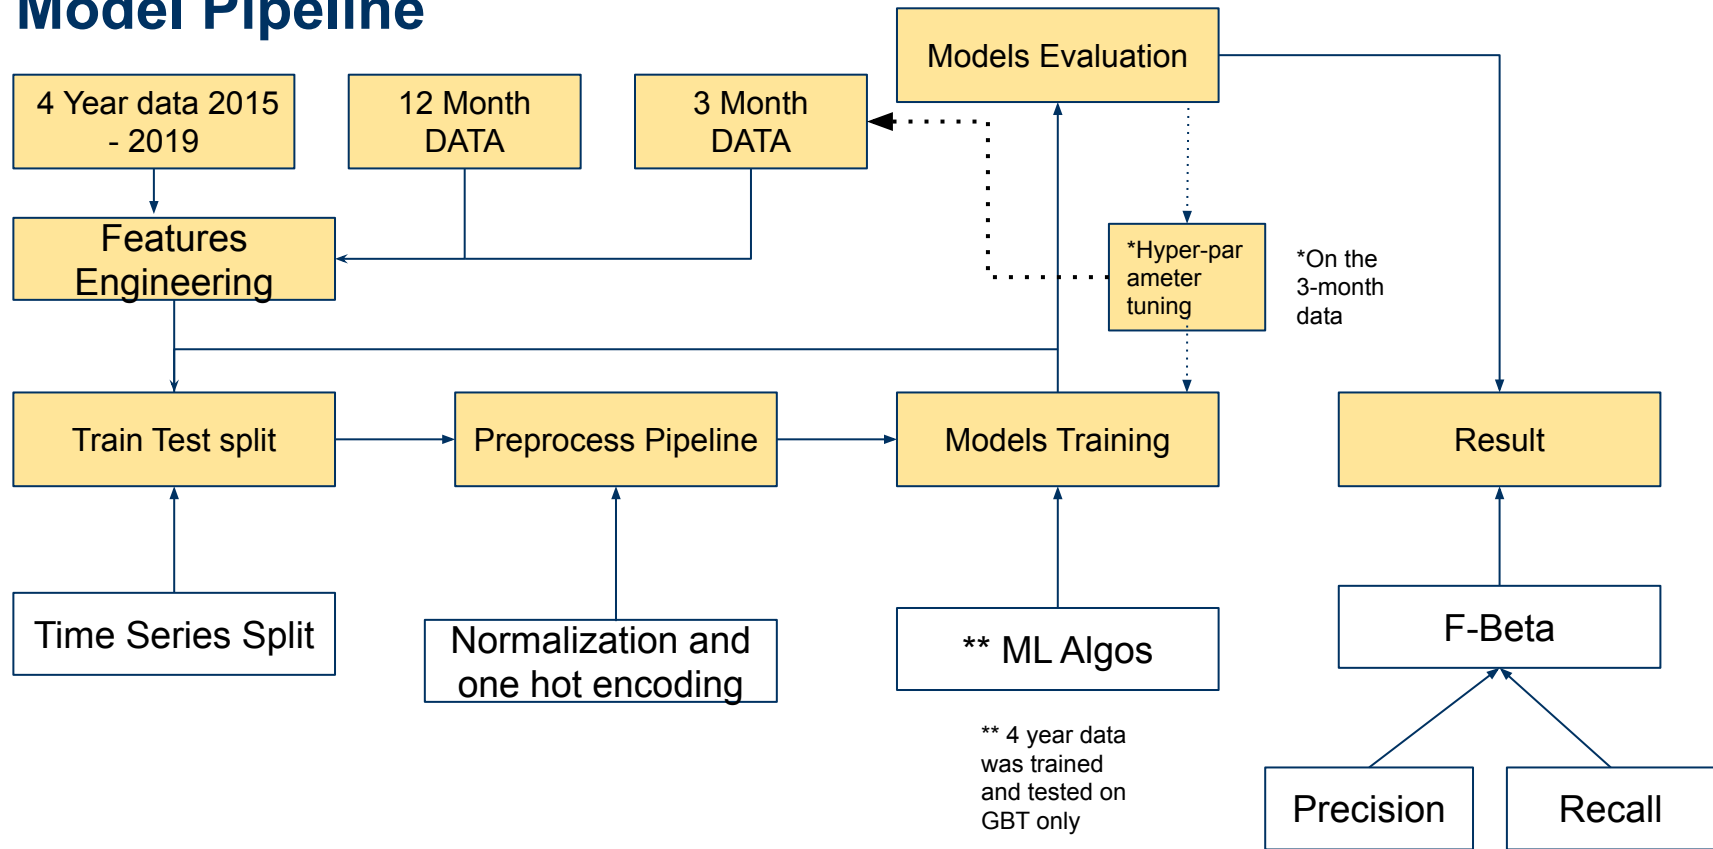 Model Pipeline
Models Evaluation
4 Year data 2015
- 2019
12 Month
DATA
3 Month
DATA
Features
Engineering
*Hyper-par
ameter
tuning
*On the
3-month
data
Train Test split
Preprocess Pipeline
Models Training
Result
Time Series Split
Normalization and
one hot encoding
** ML Algos
F-Beta
** 4 year data
was trained
and tested on
GBT only
Precision
Recall